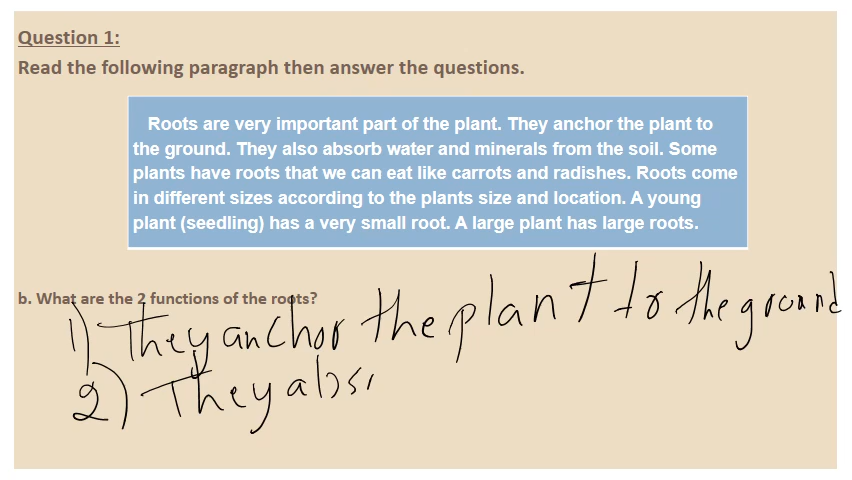 Question 1:
Read the following paragraph then answer the questions.
Roots are very important part of the plant. They anchor the plant to
the ground. They also absorb water and minerals from the soil. Some
plants have roots that we can eat like carrots and radishes. Roots come
in different sizes according to the plants size and location. A young
plant (seedling) has a very small root. A large plant has large roots.
b. What are the 2 functions of the roots?
1) They anchor the plant to the ground
2) They abs